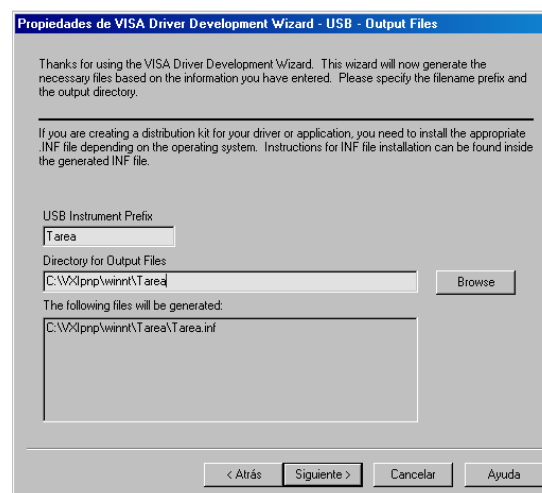 Propiedades de VISA Driver Development Wizard - USB - Output Files
Thanks for using the VISA Driver Development Wizard. This wizard will now generate the
necessary files based on the information you have entered. Please specify the filename prefix and
the output directory.
If you are creating a distribution kit for your driver or application, you need to install the appropriate
.INF file depending on the operating system. Instructions for INF file installation can be found inside
the generated INF file.
USB Instrument Prefix
Tarea
Directory for Output Files
C:\VXIpnp\winnt\Tarea
Browse
The following files will be generated:
C:\VXIpnp\winnt\Tarea\Tarea.inf
< Atrás
Siguiente >
Cancelar
Ayuda